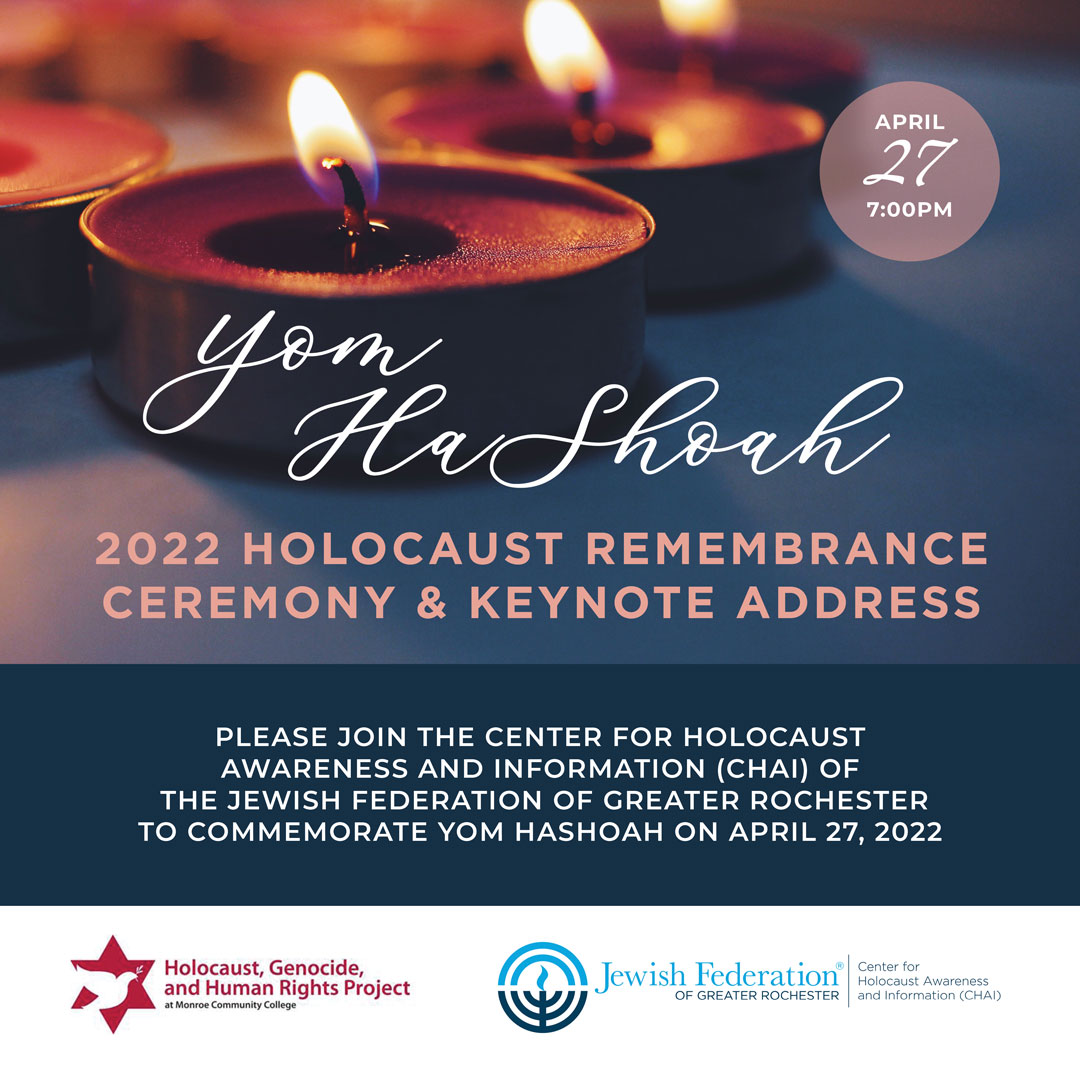 APRIL
27
7:00PM
Yom
HaShoah
2022 HOLOCAUST REMEMBRANCE
CEREMONY & KEYNOTE ADDRESS
PLEASE JOIN THE CENTER FOR HOLOCAUST
AWARENESS AND INFORMATION (CHAI) OF
THE JEWISH FEDERATION OF GREATER ROCHESTER
TO COMMEMORATE YOM HASHOAH ON APRIL 27, 2022
Holocaust, Genocide,
and Human Rights Project
at Monroe Community College
Jewish Federation®
OF GREATER ROCHESTER
Center for
Holocaust Awareness
and Information (CHAI)